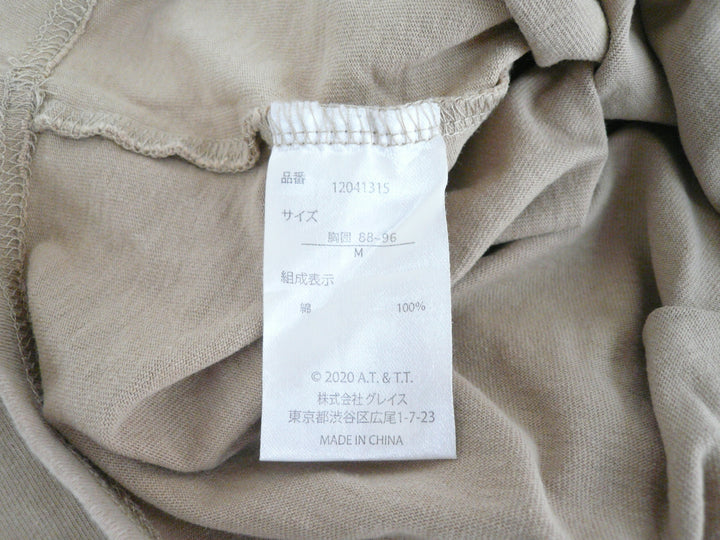 品番
12041315
サイズ
胸囲 88~96
M
組成表示
綿 100%
© 2020 A.T. & T.T.
株式会社 グレイス
東京都渋谷区広尾1-7-23
MADE IN CHINA